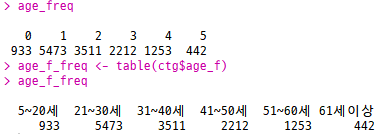 > age_freq
0 1 2 3 4 5
933 5473 3511 2212 1253 442
> age_f_freq <- table(ctg$age_f)
> age_f_freq
5~20세 21~30세 31~40세 41~50세 51~60세 61세이상
933 5473 3511 2212 1253 442